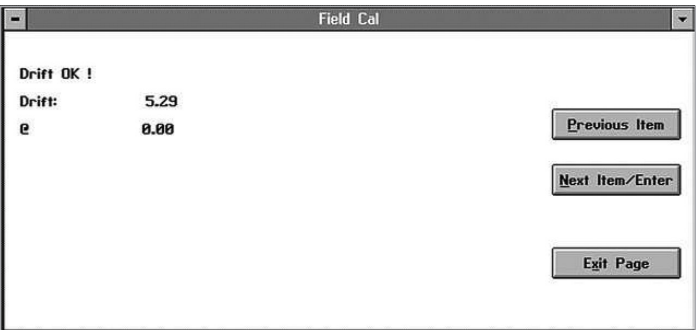 Field Cal
Drift OK !
Drift: 5.29
@ 0.00
Previous Item
Next Item/Enter
Exit Page